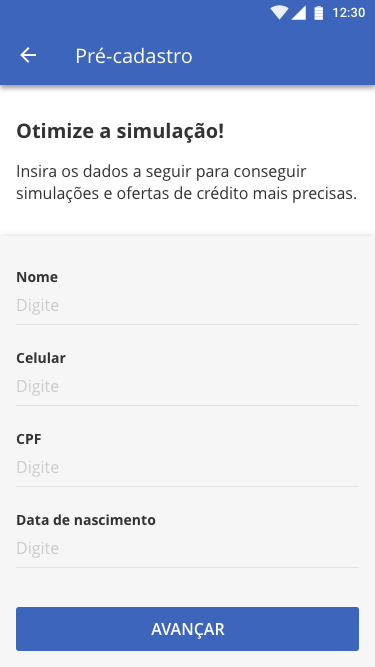 12:30
Pré-cadastro
Otimize a simulação!
Insira os dados a seguir para conseguir
simulações e ofertas de crédito mais precisas.
Nome
Digite
Celular
Digite
CPF
Digite
Data de nascimento
Digite
AVANÇAR